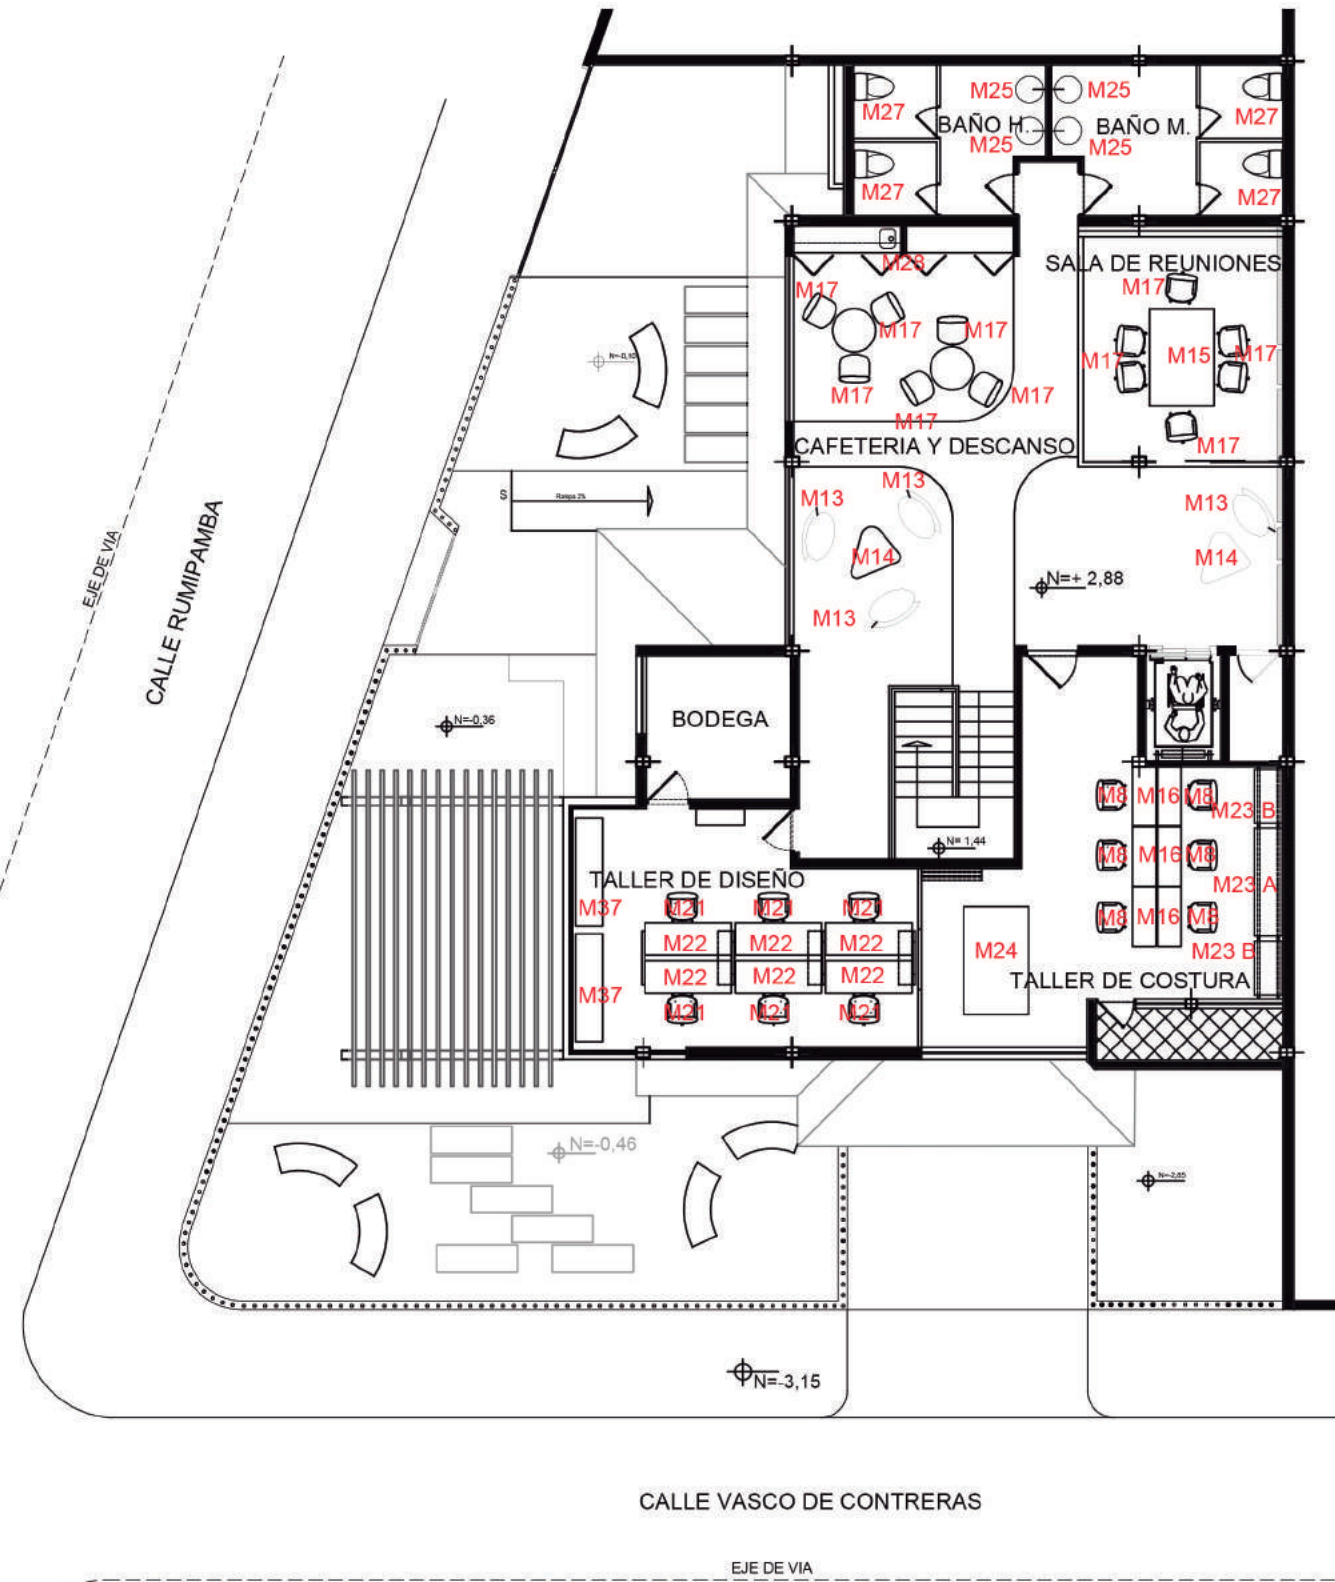 M27 M25 M25 M27
BAÑO H. BAÑO M.
M25 M25
M27 M27
M28
SALA DE REUNIONES
M17 M17
M17 M17
M17 M15 M17
M17 M17
M17 M17
CAFETERIA Y DESCANSO
N=-0,10
S Rampa 2%
M13 M13 M13
M14 M14
N=+ 2,88
M13
EJE DE VIA
CALLE RUMIPAMBA
BODEGA
N=-0,36
M8 M16 M8
M23 B
N= 1,44
M8 M16 M8
TALLER DE DISEÑO
M23 A
M37 M21 M21 M21
M8 M16 M8
M22 M22 M22
M24 M23 B
M22 M22 M22
TALLER DE COSTURA
M37
M21 M21 M21
N=-0,46
N=-2,85
N=-3,15
CALLE VASCO DE CONTRERAS
EJE DE VIA